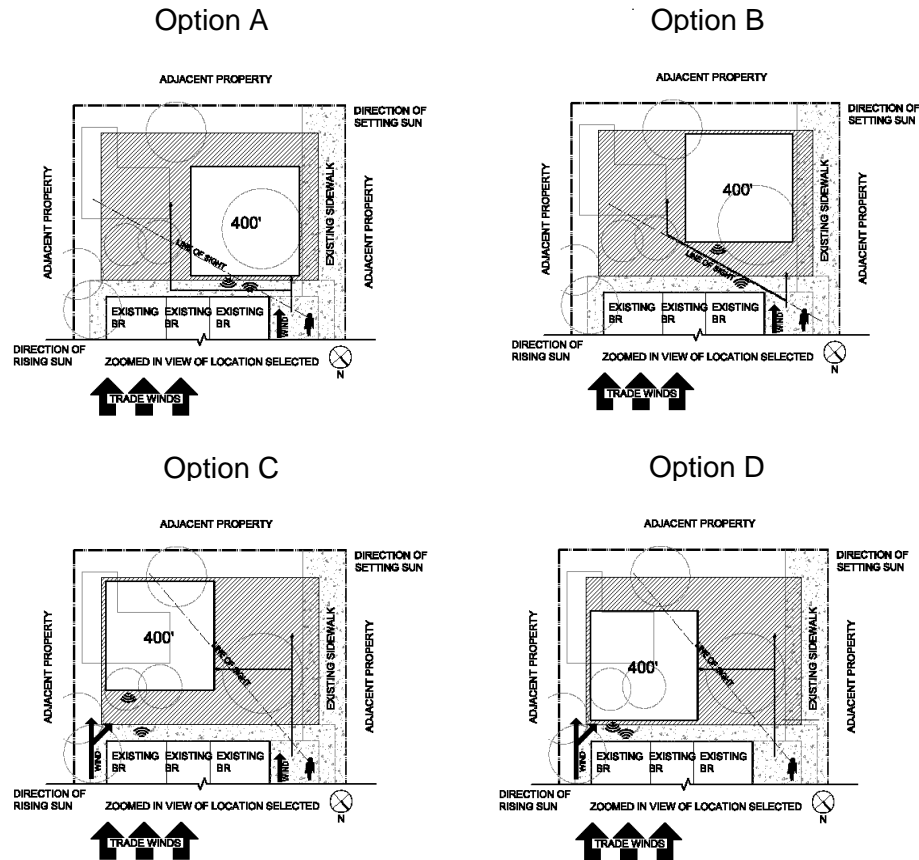 Option A
ADJACENT PROPERTY
DIRECTION OF
SETTING SUN
ADJACENT PROPERTY
400'
LINE OF SIGHT
EXISTING SIDEWALK
ADJACENT PROPERTY
EXISTING EXISTING EXISTING
BR BR BR
WIND
DIRECTION OF
RISING SUN
ZOOMED IN VIEW OF LOCATION SELECTED
N
TRADE WINDS
Option B
ADJACENT PROPERTY
DIRECTION OF
SETTING SUN
ADJACENT PROPERTY
400'
LINE OF SIGHT
EXISTING SIDEWALK
ADJACENT PROPERTY
EXISTING EXISTING EXISTING
BR BR BR
WIND
DIRECTION OF
RISING SUN
ZOOMED IN VIEW OF LOCATION SELECTED
N
TRADE WINDS
Option C
ADJACENT PROPERTY
DIRECTION OF
SETTING SUN
ADJACENT PROPERTY
400'
LINE OF SIGHT
EXISTING SIDEWALK
ADJACENT PROPERTY
WIND
EXISTING EXISTING EXISTING
BR BR BR
WIND
DIRECTION OF
RISING SUN
ZOOMED IN VIEW OF LOCATION SELECTED
N
TRADE WINDS
Option D
ADJACENT PROPERTY
DIRECTION OF
SETTING SUN
ADJACENT PROPERTY
400'
LINE OF SIGHT
EXISTING SIDEWALK
ADJACENT PROPERTY
WIND
EXISTING EXISTING EXISTING
BR BR BR
DIRECTION OF
RISING SUN
ZOOMED IN VIEW OF LOCATION SELECTED
N
TRADE WINDS